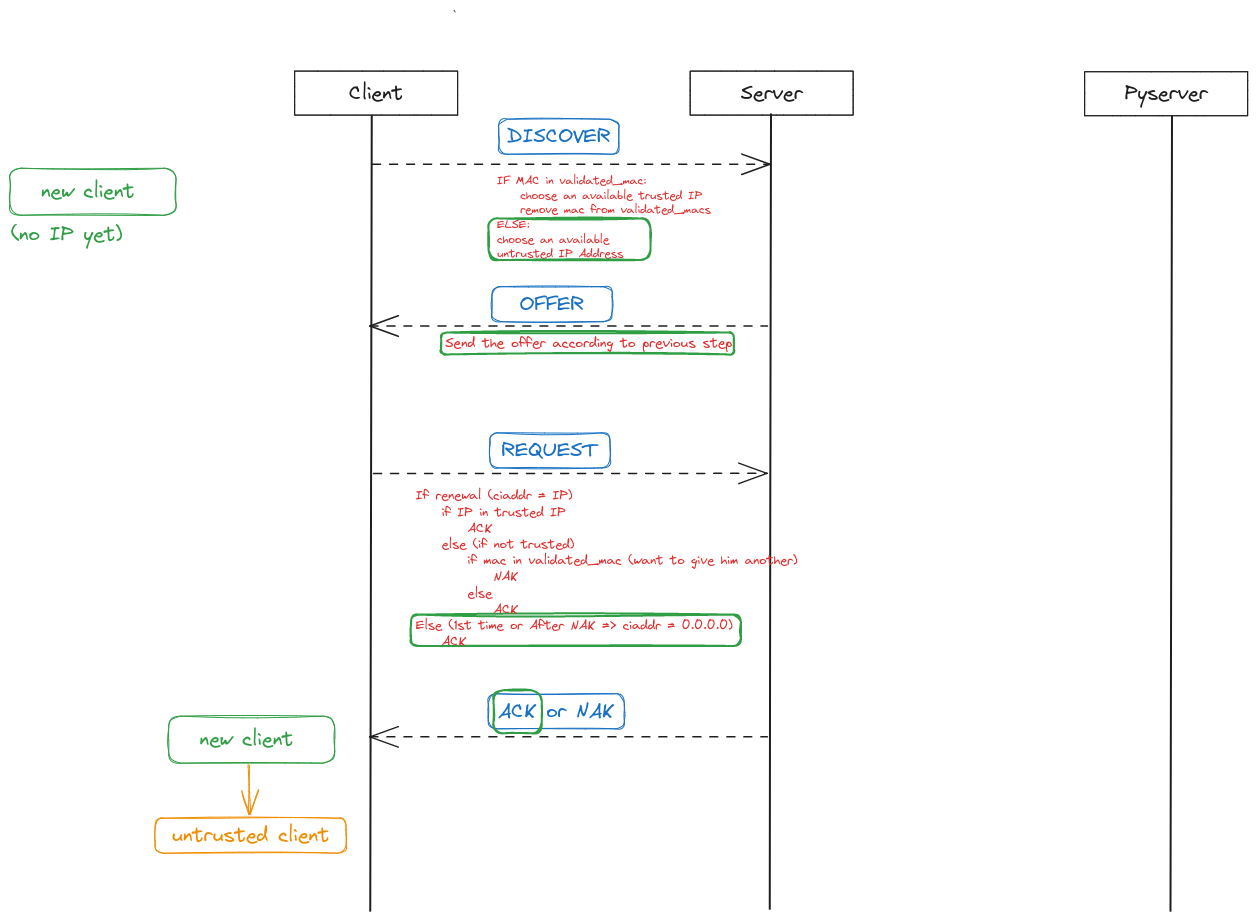 Client
Server
Pyserver
DISCOVER
new client
(no IP yet)
IF MAC in validated_mac:
choose an available trusted IP
remove mac from validated_macs
ELSE:
choose an available
untrusted IP Address
OFFER
Send the offer according to previous step
REQUEST
If renewal (ciaddr = IP)
if IP in trusted IP
ACK
else (if not trusted)
if mac in validated_mac (want to give him another)
NAK
else
ACK
Else (1st time or After NAK => ciaddr = 0.0.0.0)
ACK
ACK or NAK
new client
untrusted client